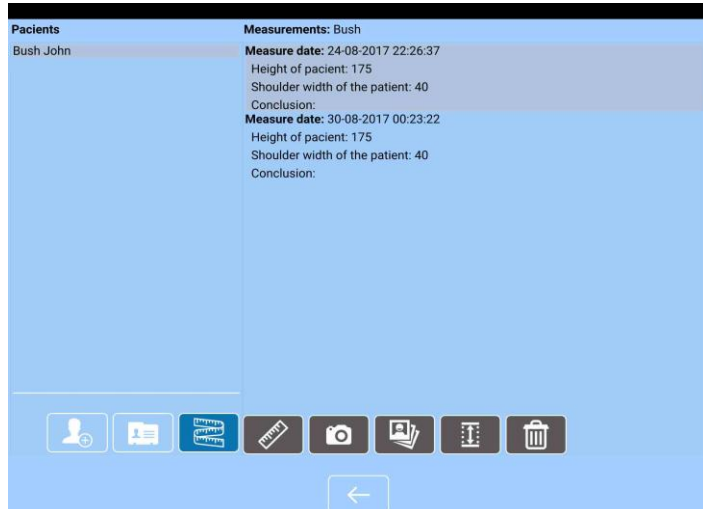 Pacients
Bush John
Measurements: Bush
Measure date: 24-08-2017 22:26:37
Height of pacient: 175
Shoulder width of the patient: 40
Conclusion:
Measure date: 30-08-2017 00:23:22
Height of pacient: 175
Shoulder width of the patient: 40
Conclusion: